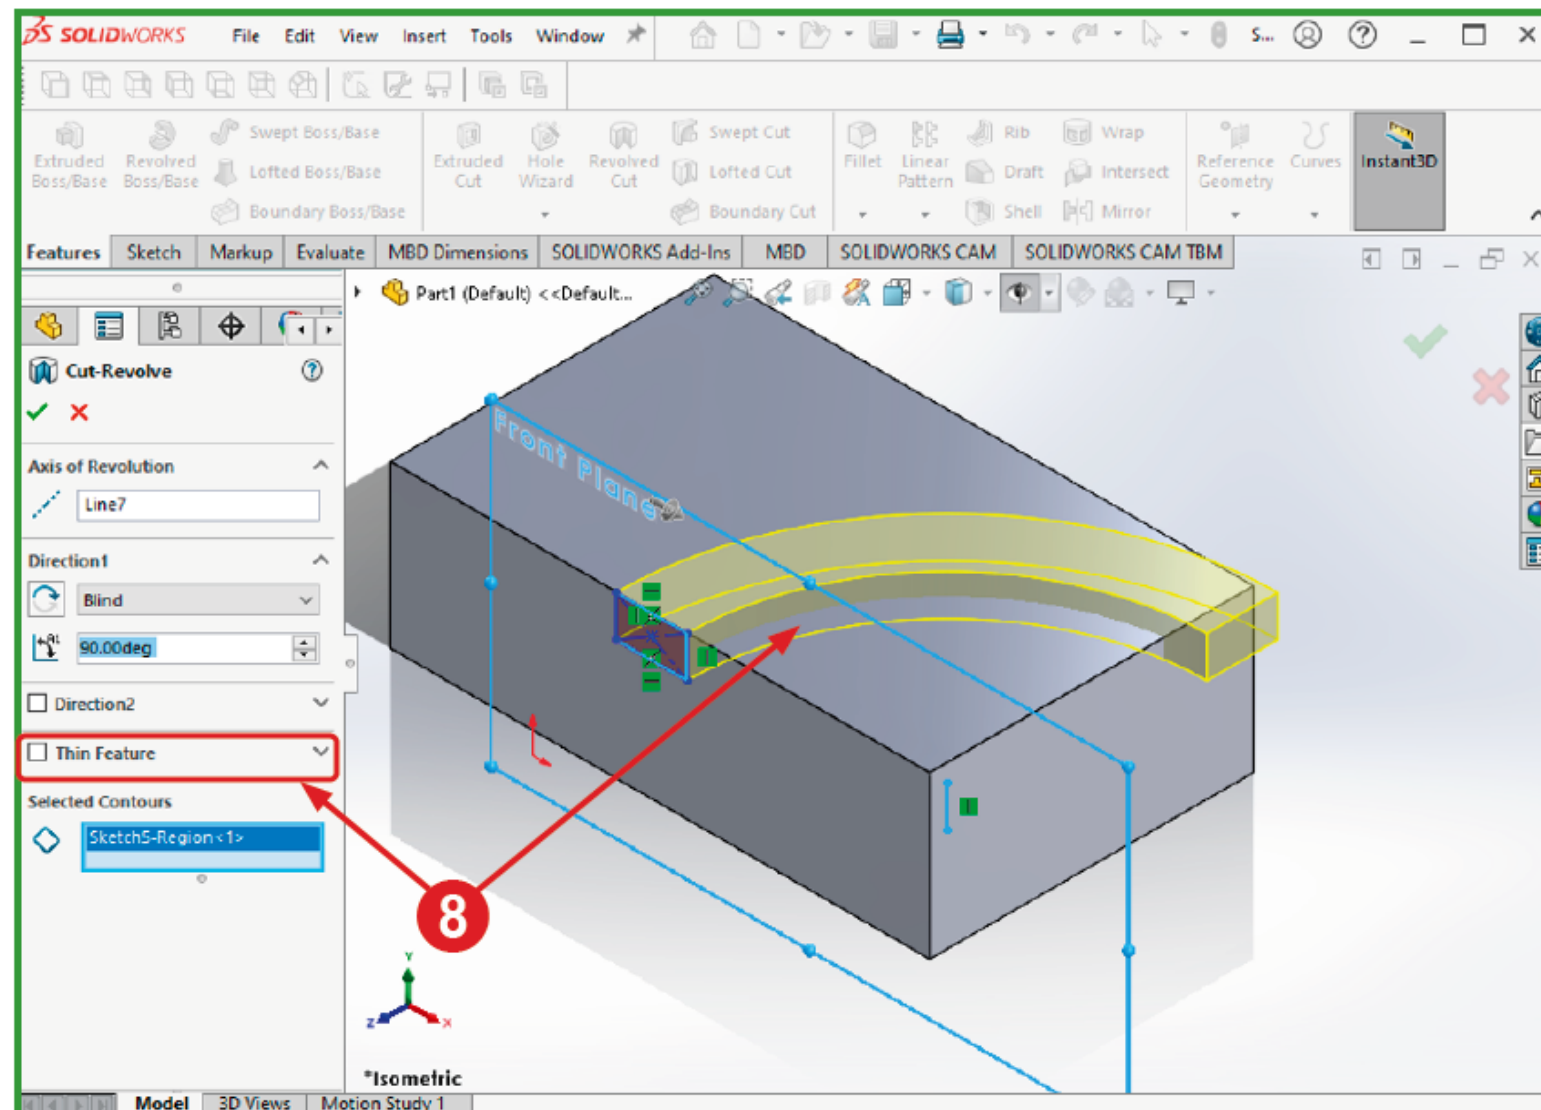 SOLIDWORKS File Edit View Insert Tools Window S...
Swept Boss/Base Swept Cut Rib Wrap
Extruded Boss/Base Revolved Boss/Base Lofted Boss/Base Extruded Cut Hole Wizard Revolved Cut Lofted Cut Fillet Linear Pattern Draft Intersect Reference Geometry Curves Instant3D
Boundary Boss/Base Boundary Cut Shell Mirror
Features Sketch Markup Evaluate MBD Dimensions SOLIDWORKS Add-Ins MBD SOLIDWORKS CAM SOLIDWORKS CAM TBM
Part1 (Default) <<Default...
Cut-Revolve
Axis of Revolution
Line7
Direction1
Blind
90.00deg
Direction2
Thin Feature
Selected Contours
Sketch5-Region<1>
Front Plane
8
Y
Z X
*Isometric
Model 3D Views Motion Study 1